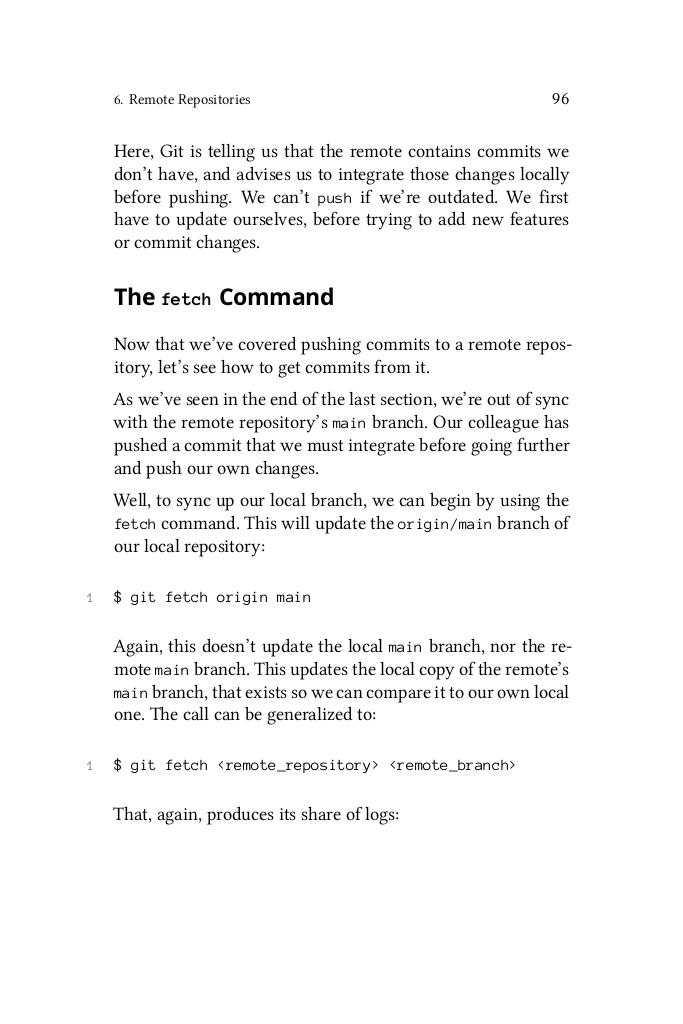 6. Remote Repositories 96
Here, Git is telling us that the remote contains commits we
don't have, and advises us to integrate those changes locally
before pushing. We can't push if we're outdated. We first
have to update ourselves, before trying to add new features
or commit changes.
The fetch Command
Now that we've covered pushing commits to a remote repos-
itory, let's see how to get commits from it.
As we've seen in the end of the last section, we're out of sync
with the remote repository's main branch. Our colleague has
pushed a commit that we must integrate before going further
and push our own changes.
Well, to sync up our local branch, we can begin by using the
fetch command. This will update the origin/main branch of
our local repository:
1 $ git fetch origin main
Again, this doesn't update the local main branch, nor the re-
mote main branch. This updates the local copy of the remote's
main branch, that exists so we can compare it to our own local
one. The call can be generalized to:
1 $ git fetch <remote_repository> <remote_branch>
That, again, produces its share of logs: